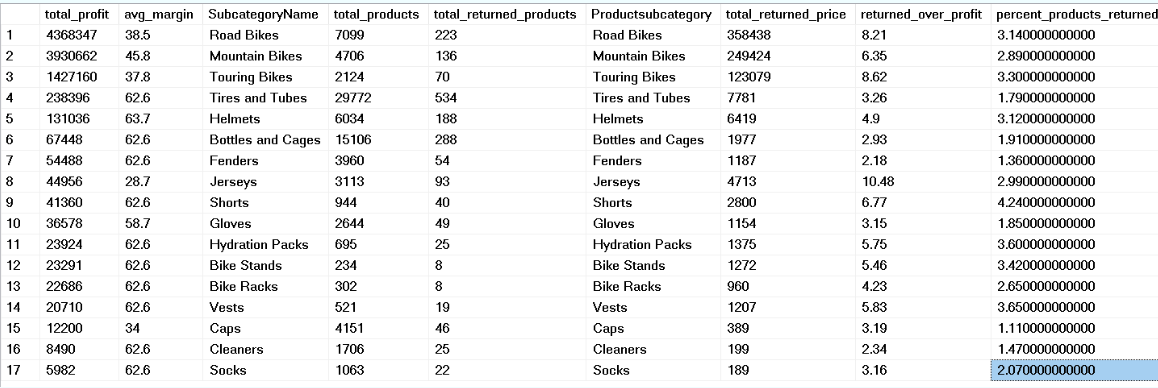 total_profit avg_margin SubcategoryName total_products total_returned_products Productsubcategory total_returned_price returned_over_profit percent_products_returned
1 4368347 38.5 Road Bikes 7099 223 Road Bikes 358438 8.21 3.140000000000
2 3930662 45.8 Mountain Bikes 4706 136 Mountain Bikes 249424 6.35 2.890000000000
3 1427160 37.8 Touring Bikes 2124 70 Touring Bikes 123079 8.62 3.300000000000
4 238396 62.6 Tires and Tubes 29772 534 Tires and Tubes 7781 3.26 1.790000000000
5 131036 63.7 Helmets 6034 188 Helmets 6419 4.9 3.120000000000
6 67448 62.6 Bottles and Cages 15106 288 Bottles and Cages 1977 2.93 1.910000000000
7 54488 62.6 Fenders 3960 54 Fenders 1187 2.18 1.360000000000
8 44956 28.7 Jerseys 3113 93 Jerseys 4713 10.48 2.990000000000
9 41360 62.6 Shorts 944 40 Shorts 2800 6.77 4.240000000000
10 36578 58.7 Gloves 2644 49 Gloves 1154 3.15 1.850000000000
11 23924 62.6 Hydration Packs 695 25 Hydration Packs 1375 5.75 3.600000000000
12 23291 62.6 Bike Stands 234 8 Bike Stands 1272 5.46 3.420000000000
13 22686 62.6 Bike Racks 302 8 Bike Racks 960 4.23 2.650000000000
14 20710 62.6 Vests 521 19 Vests 1207 5.83 3.650000000000
15 12200 34 Caps 4151 46 Caps 389 3.19 1.110000000000
16 8490 62.6 Cleaners 1706 25 Cleaners 199 2.34 1.470000000000
17 5982 62.6 Socks 1063 22 Socks 189 3.16 2.070000000000